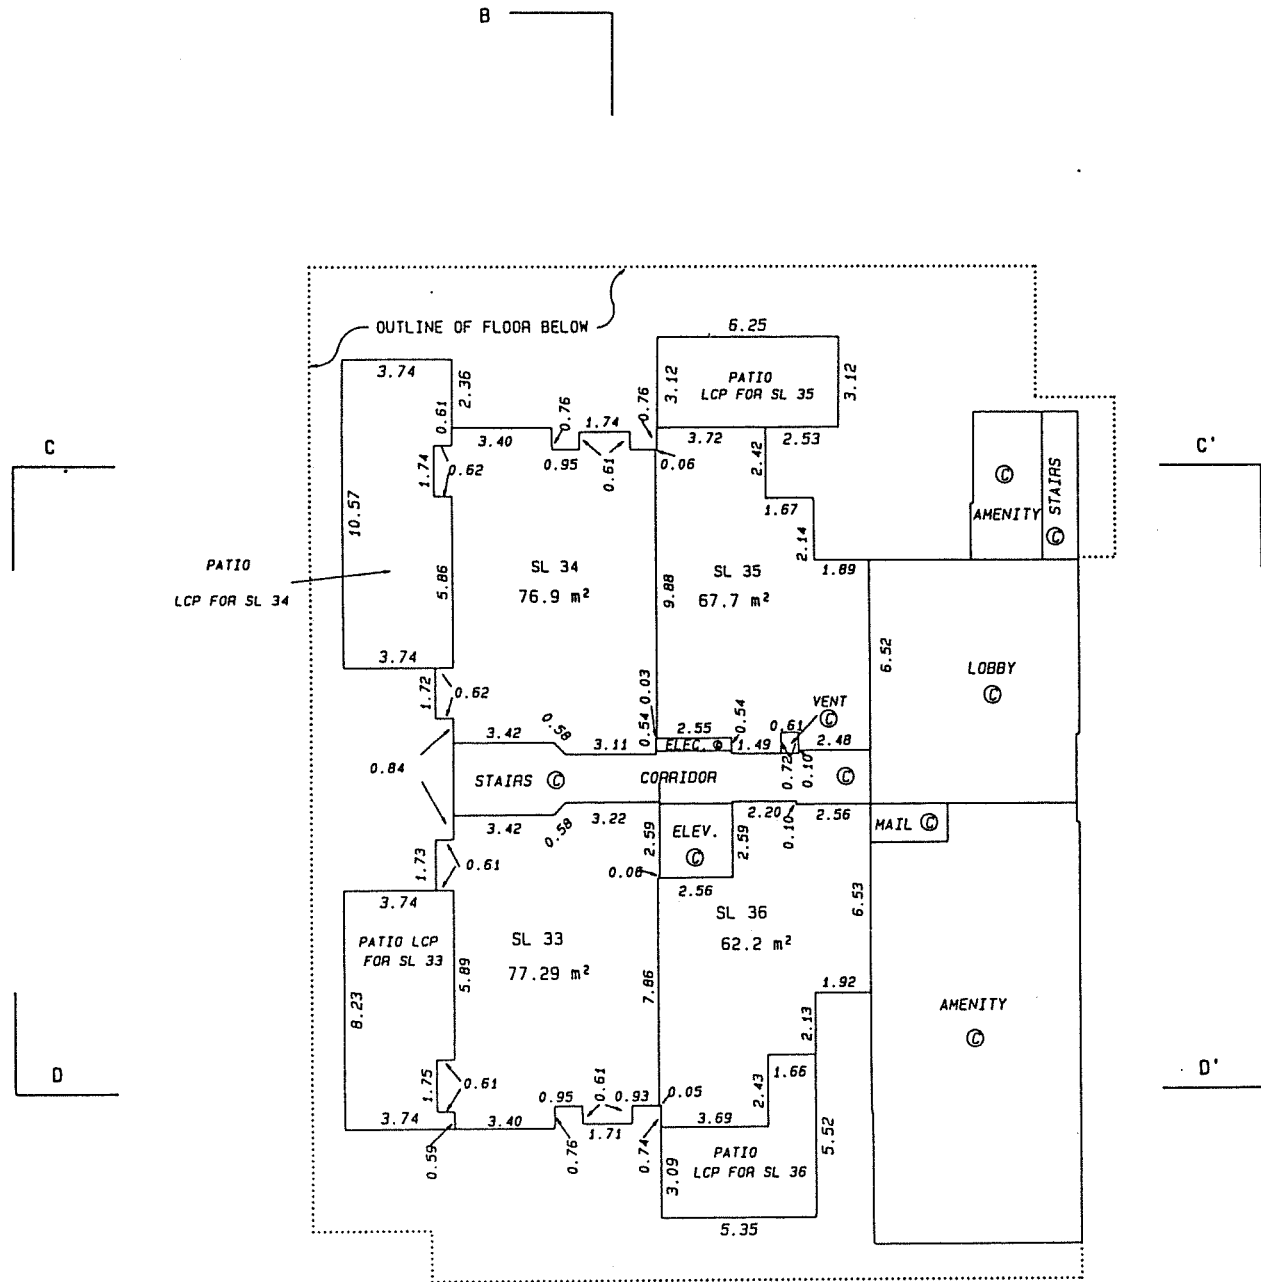 B
OUTLINE OF FLOOR BELOW
6.25
3.74
2.36
0.61
0.76
1.74
0.76
3.12
PATIO
LCP FOR SL 35
3.12
3.40
0.95
0.61
0.06
3.72
2.53
C
C'
1.74
0.62
2.42
1.67
2.14
© 
AMENITY
STAIRS
©
10.57
PATIO
LCP FOR SL 34
5.86
SL 34
76.9 m²
9.88
SL 35
67.7 m²
1.89
6.52
LOBBY
©
3.74
1.72
0.62
0.03
0.54
2.55
0.54
VENT
©
0.61
3.42
0.58
3.11
ELEC. ©
1.49
0.72
0.10
2.48
0.84
STAIRS ©
CORRIDOR
©
3.42
0.58
3.22
2.59
ELEV.
©
2.59
2.20
0.10
2.56
MAIL ©
1.73
0.61
0.06
2.56
6.53
3.74
PATIO LCP
FOR SL 33
8.23
5.89
SL 33
77.29 m²
7.86
SL 36
62.2 m²
1.92
2.13
AMENITY
©
D
D'
1.75
0.61
0.95
0.61
0.93
0.05
2.43
1.66
3.74
0.59
3.40
0.76
1.71
0.74
3.69
3.09
PATIO
LCP FOR SL 36
5.52
5.35